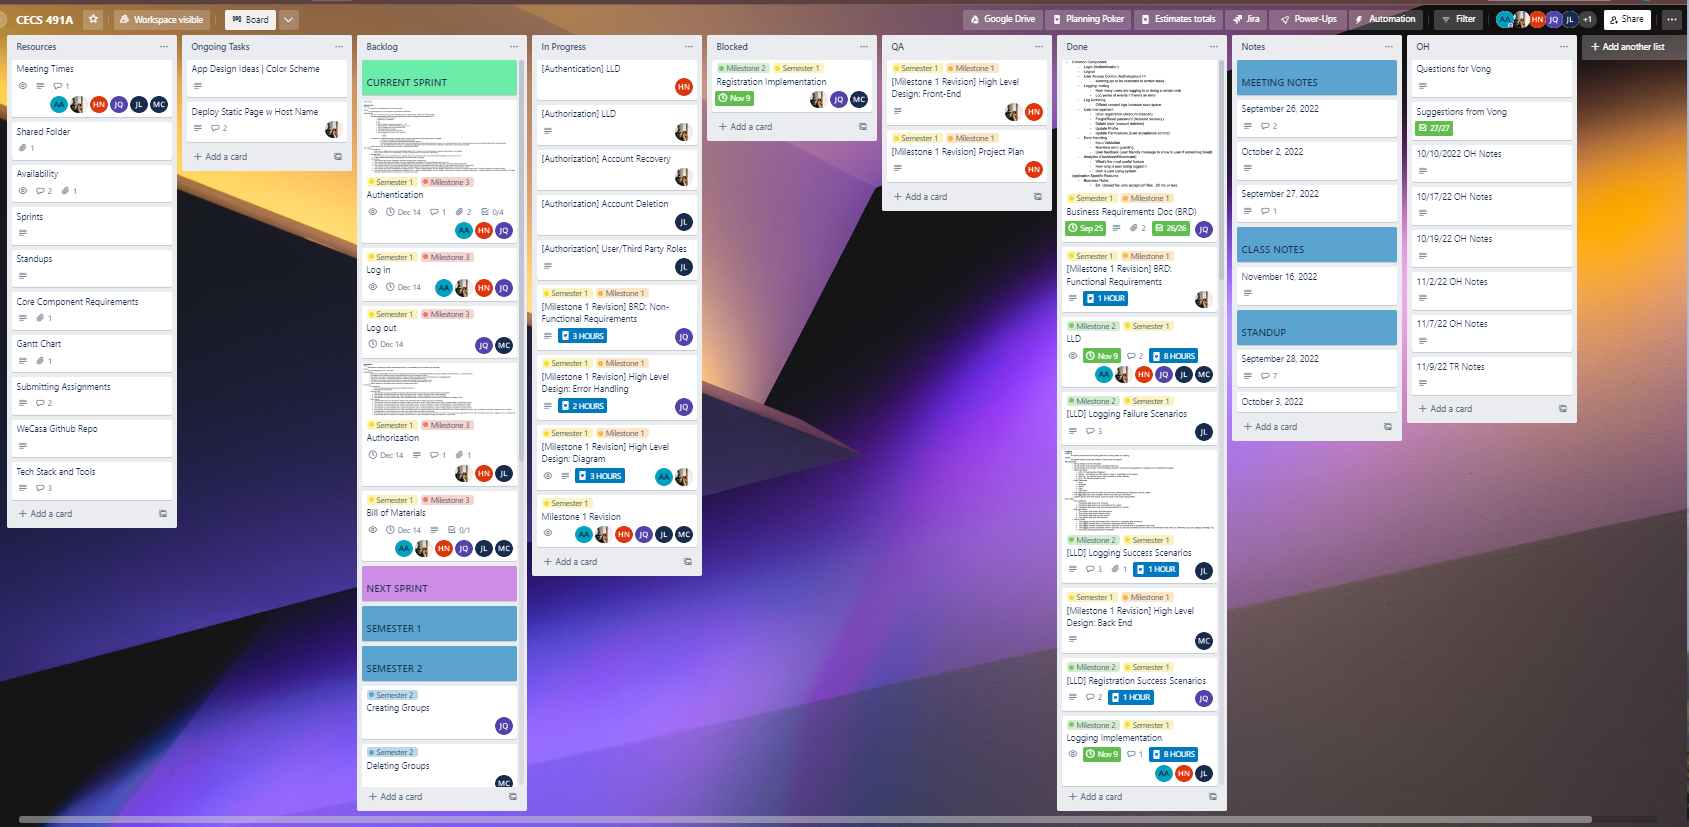 CECS 491A
Workspace visible
Board
Google Drive
Planning Poker
Estimates totals
Jira
Power-Ups
Automation
Filter
AA
HN
JQ
JL
+1
Share
Resources
Meeting Times
1
AA HN JQ JL MC
Shared Folder
1
Availability
2 1
Sprints
Standups
Core Component Requirements
1
Gantt Chart
1
Submitting Assignments
2
WeCasa Github Repo
Tech Stack and Tools
3
+ Add a card
Ongoing Tasks
App Design Ideas | Color Scheme
Deploy Static Page w Host Name
2
+ Add a card
Backlog
CURRENT SPRINT
Semester 1 Milestone 3
Authentication
Dec 14 1 2 0/4
AA HN JQ
Semester 1 Milestone 3
Log in
Dec 14 AA HN JQ
Semester 1 Milestone 3
Log out
Dec 14 JQ MC
Semester 1 Milestone 3
Authorization
Dec 14 1 1
HN JL
Semester 1 Milestone 3
Bill of Materials
Dec 14 0/1
AA HN JQ JL MC
NEXT SPRINT
SEMESTER 1
SEMESTER 2
Semester 2
Creating Groups
JQ
Semester 2
Deleting Groups
MC
+ Add a card
In Progress
[Authentication] LLD
HN
[Authorization] LLD
[Authorization] Account Recovery
[Authorization] Account Deletion
JL
[Authorization] User/Third Party Roles
JL
Semester 1 Milestone 1
[Milestone 1 Revision] BRD: Non-
Functional Requirements
3 HOURS JQ
Semester 1 Milestone 1
[Milestone 1 Revision] High Level
Design: Error Handling
2 HOURS JQ
Semester 1 Milestone 1
[Milestone 1 Revision] High Level
Design: Diagram
3 HOURS AA
Semester 1
Milestone 1 Revision
AA HN JQ JL MC
+ Add a card
Blocked
Milestone 2 Semester 1
Registration Implementation
Nov 9 JQ MC
+ Add a card
QA
Semester 1 Milestone 1
[Milestone 1 Revision] High Level
Design: Front-End
HN
Semester 1 Milestone 1
[Milestone 1 Revision] Project Plan
HN
+ Add a card
Done
Semester 1 Milestone 1
Business Requirements Doc (BRD)
Sep 25 2 26/26 JQ
Semester 1 Milestone 1
[Milestone 1 Revision] BRD:
Functional Requirements
1 HOUR
Milestone 2 Semester 1
LLD
Nov 9 2 8 HOURS
AA HN JQ JL MC
Milestone 2 Semester 1
[LLD] Logging Failure Scenarios
3 JL
Milestone 2 Semester 1
[LLD] Logging Success Scenarios
3 1 1 HOUR JL
Semester 1 Milestone 1
[Milestone 1 Revision] High Level
Design: Back End
MC
Milestone 2 Semester 1
[LLD] Registration Success Scenarios
2 1 HOUR JQ
Milestone 2 Semester 1
Logging Implementation
Nov 9 1 8 HOURS
AA HN JL
+ Add a card
Notes
MEETING NOTES
September 26, 2022
2
October 2, 2022
September 27, 2022
1
CLASS NOTES
November 16, 2022
STANDUP
September 28, 2022
7
October 3, 2022
+ Add a card
OH
Questions for Vong
Suggestions from Vong
27/27
10/10/2022 OH Notes
10/17/22 OH Notes
10/19/22 OH Notes
11/2/22 OH Notes
11/7/22 OH Notes
11/9/22 TR Notes
+ Add a card
+ Add another list